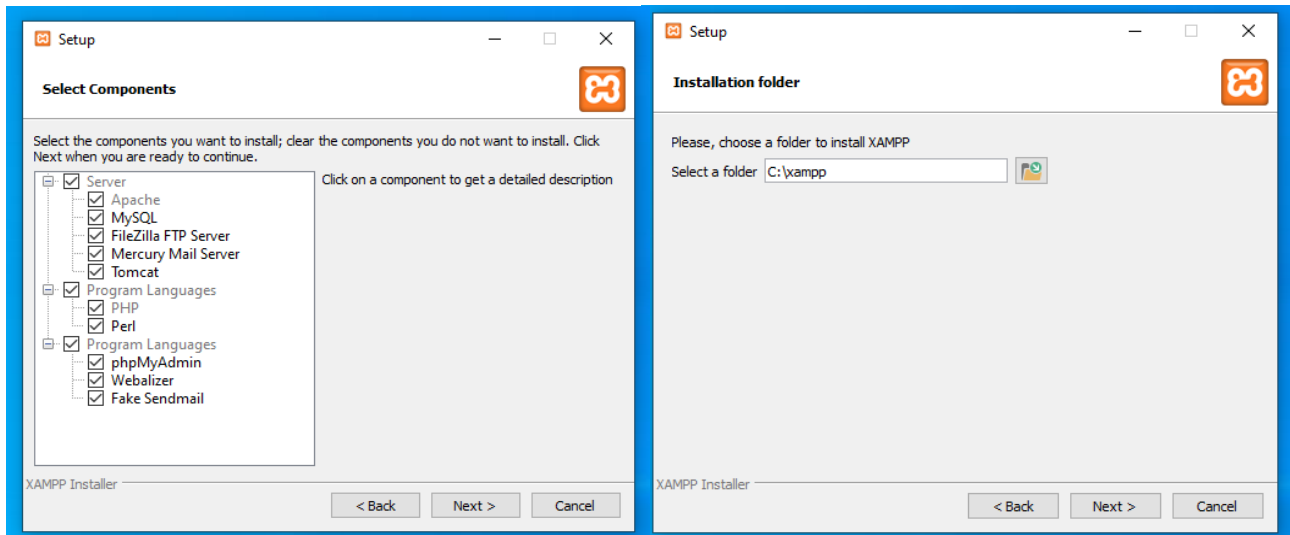 Setup
Select Components
Select the components you want to install; clear the components you do not want to install. Click
Next when you are ready to continue.
Server
Apache
MySQL
FileZilla FTP Server
Mercury Mail Server
Tomcat
Program Languages
PHP
Perl
Program Languages
phpMyAdmin
Webalizer
Fake Sendmail
Click on a component to get a detailed description
XAMPP Installer
< Back
Next >
Cancel
Setup
Installation folder
Please, choose a folder to install XAMPP
Select a folder C:\xampp
XAMPP Installer
< Back
Next >
Cancel